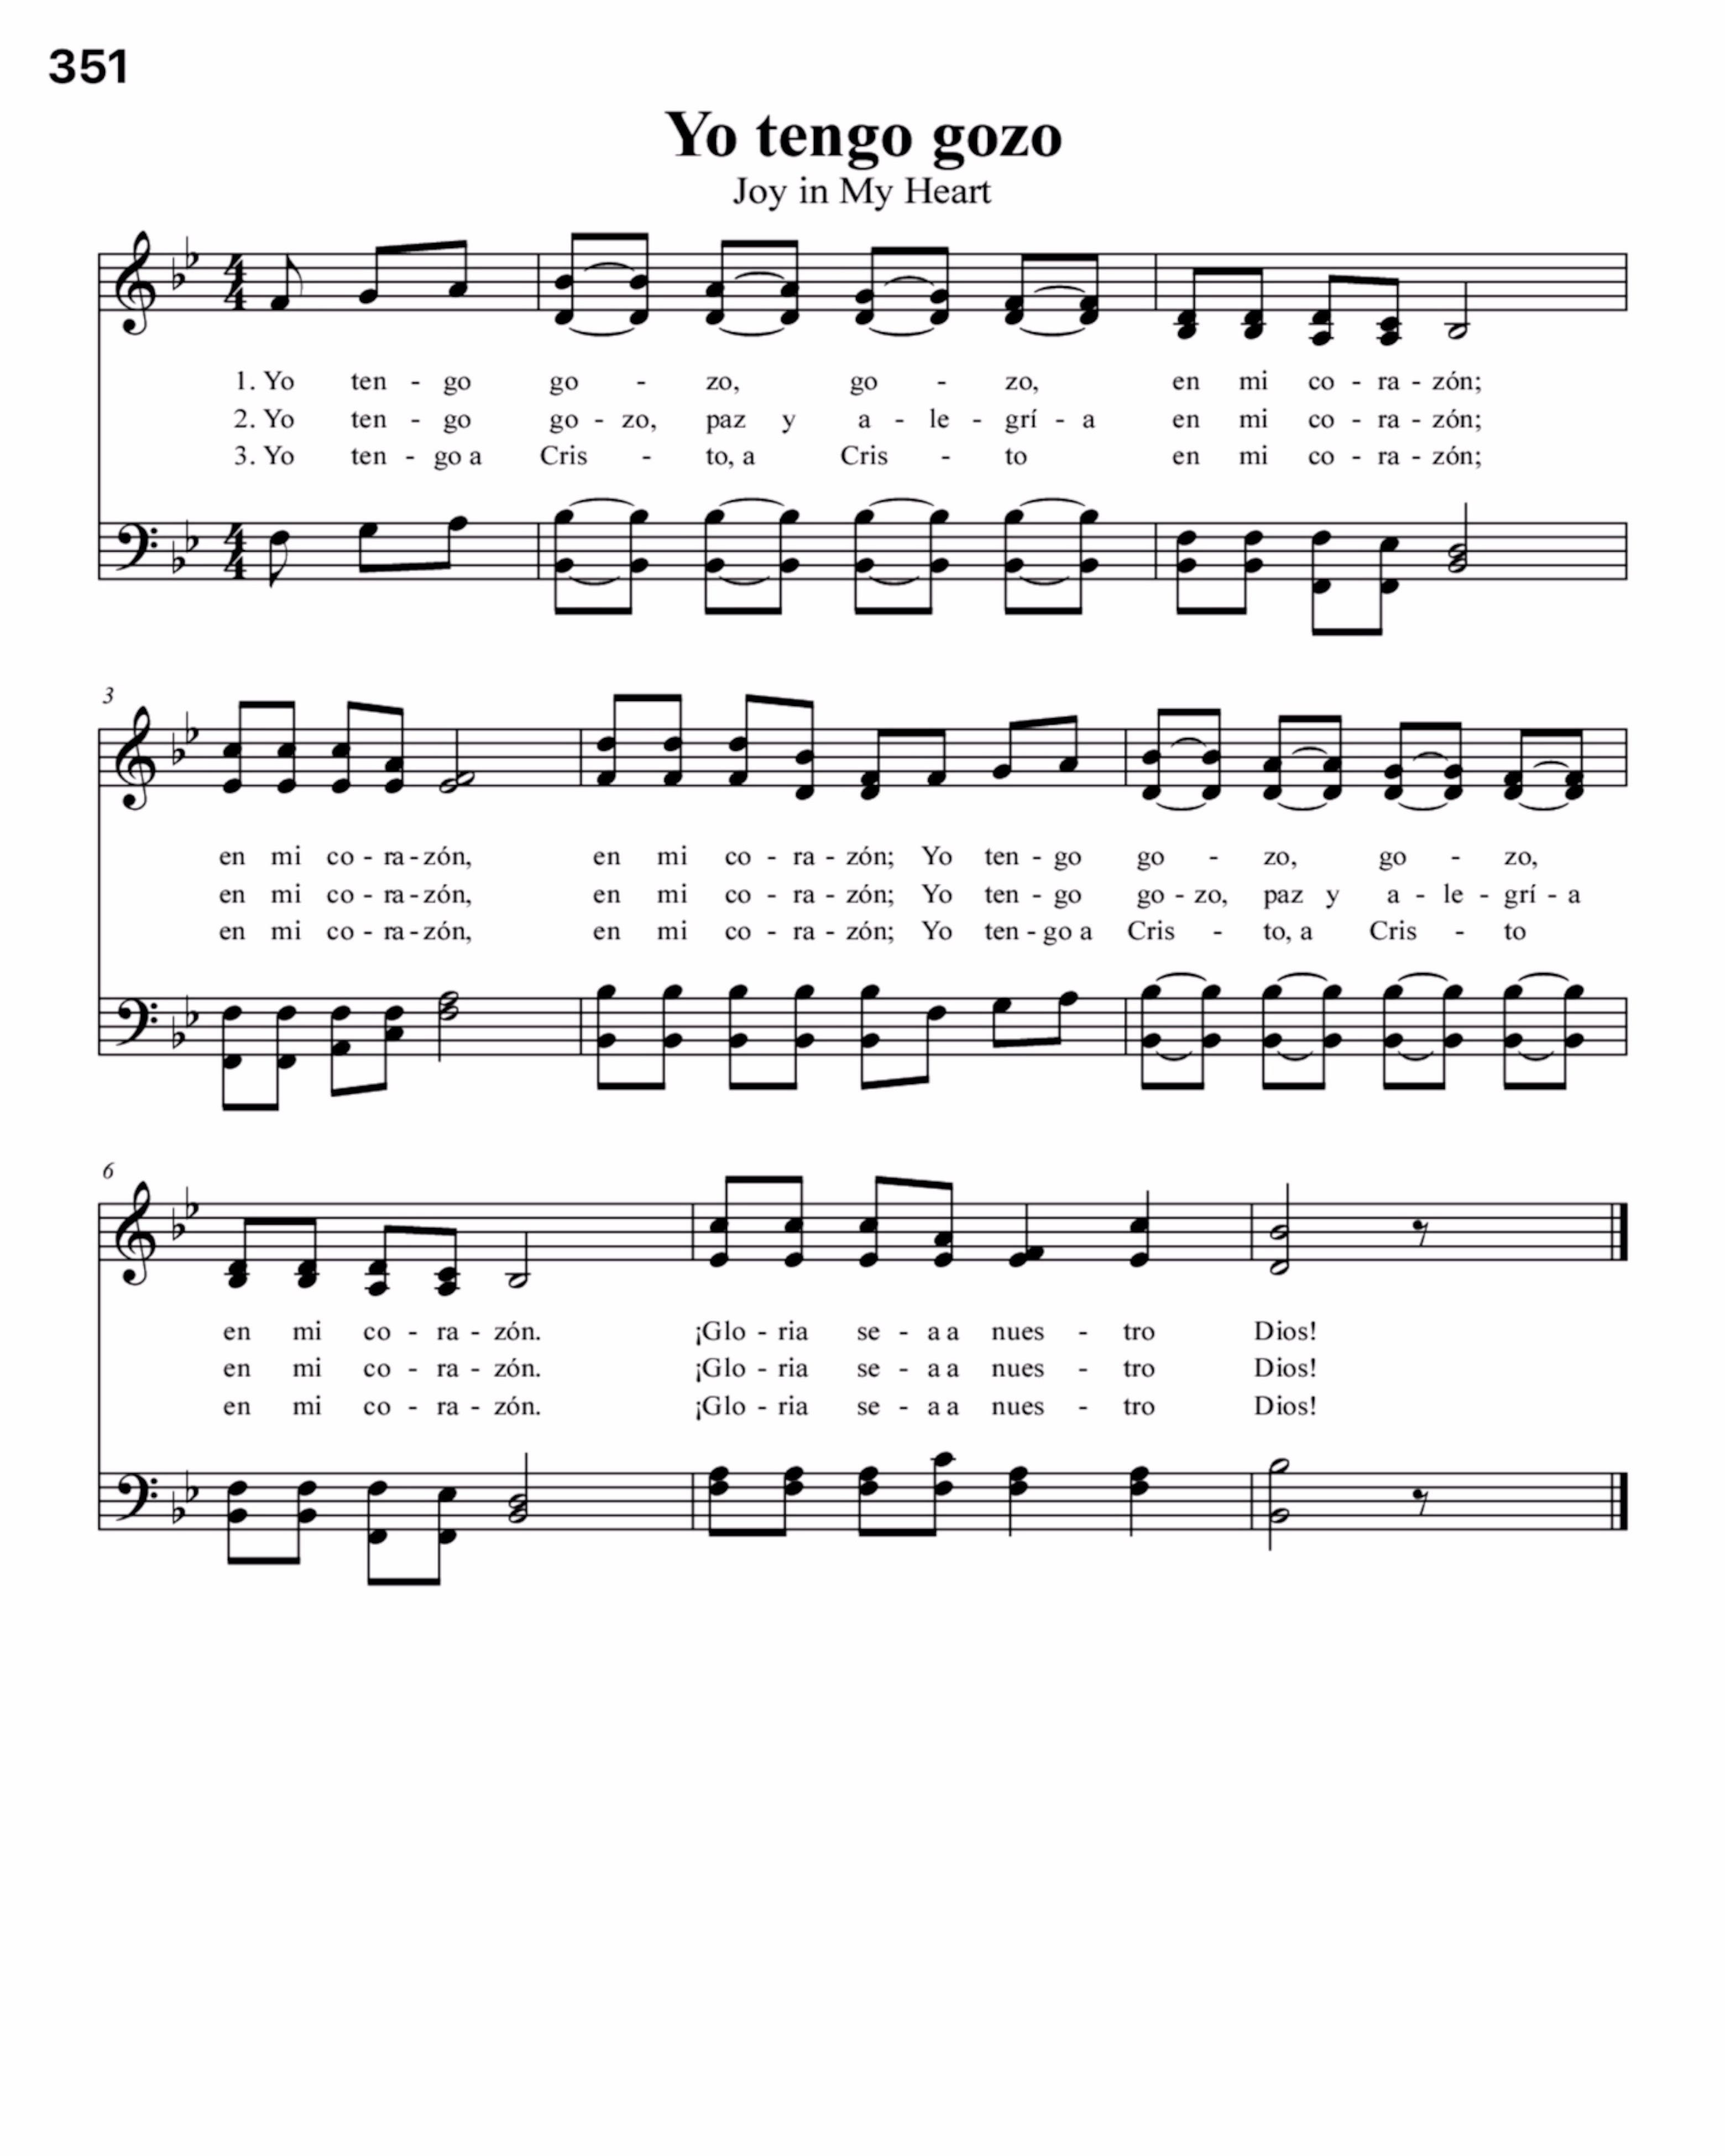 351
Yo tengo gozo
Joy in My Heart
1. Yo ten - go go - zo, go - zo, en mi co - ra - zón;
2. Yo ten - go go - zo, paz y a - le - grí - a en mi co - ra - zón;
3. Yo ten - go a Cris - to, a Cris - to en mi co - ra - zón;
3
en mi co - ra - zón, en mi co - ra - zón; Yo ten - go go - zo, go - zo,
en mi co - ra - zón, en mi co - ra - zón; Yo ten - go go - zo, paz y a - le - grí - a
en mi co - ra - zón, en mi co - ra - zón; Yo ten - go a Cris - to, a Cris - to
6
en mi co - ra - zón. ¡Glo - ria se - a a nues - tro Dios!
en mi co - ra - zón. ¡Glo - ria se - a a nues - tro Dios!
en mi co - ra - zón. ¡Glo - ria se - a a nues - tro Dios!